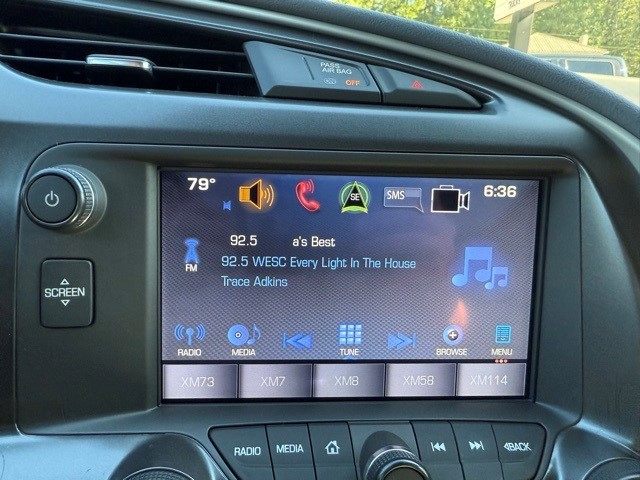 PASS
AIR BAG
OFF
79°
SE
SMS
6:36
92.5 a's Best
FM
92.5 WESC Every Light In The House
Trace Adkins
SCREEN
RADIO MEDIA TUNE BROWSE MENU
XM73 XM7 XM8 XM58 XM114
RADIO MEDIA BACK